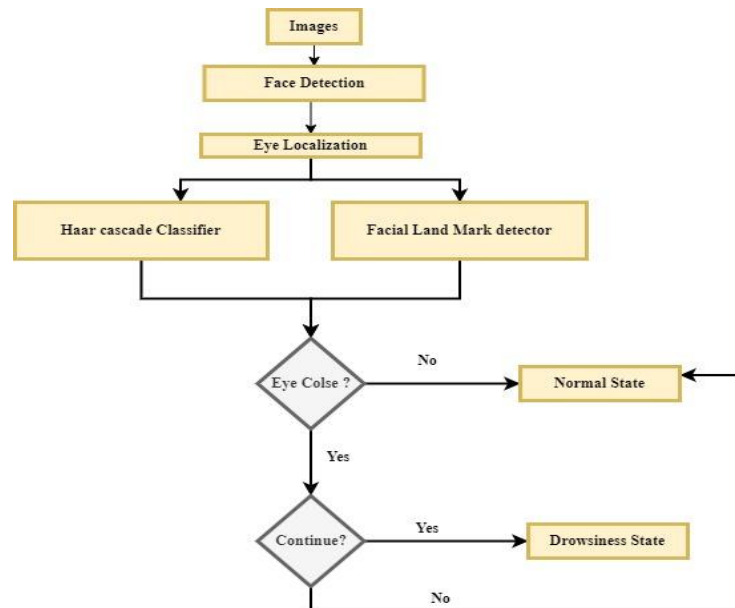 Images
Face Detection
Eye Localization
Haar cascade Classifier
Facial Land Mark detector
Eye Colse ?
No
Normal State
Yes
Continue?
Yes
Drowsiness State
No